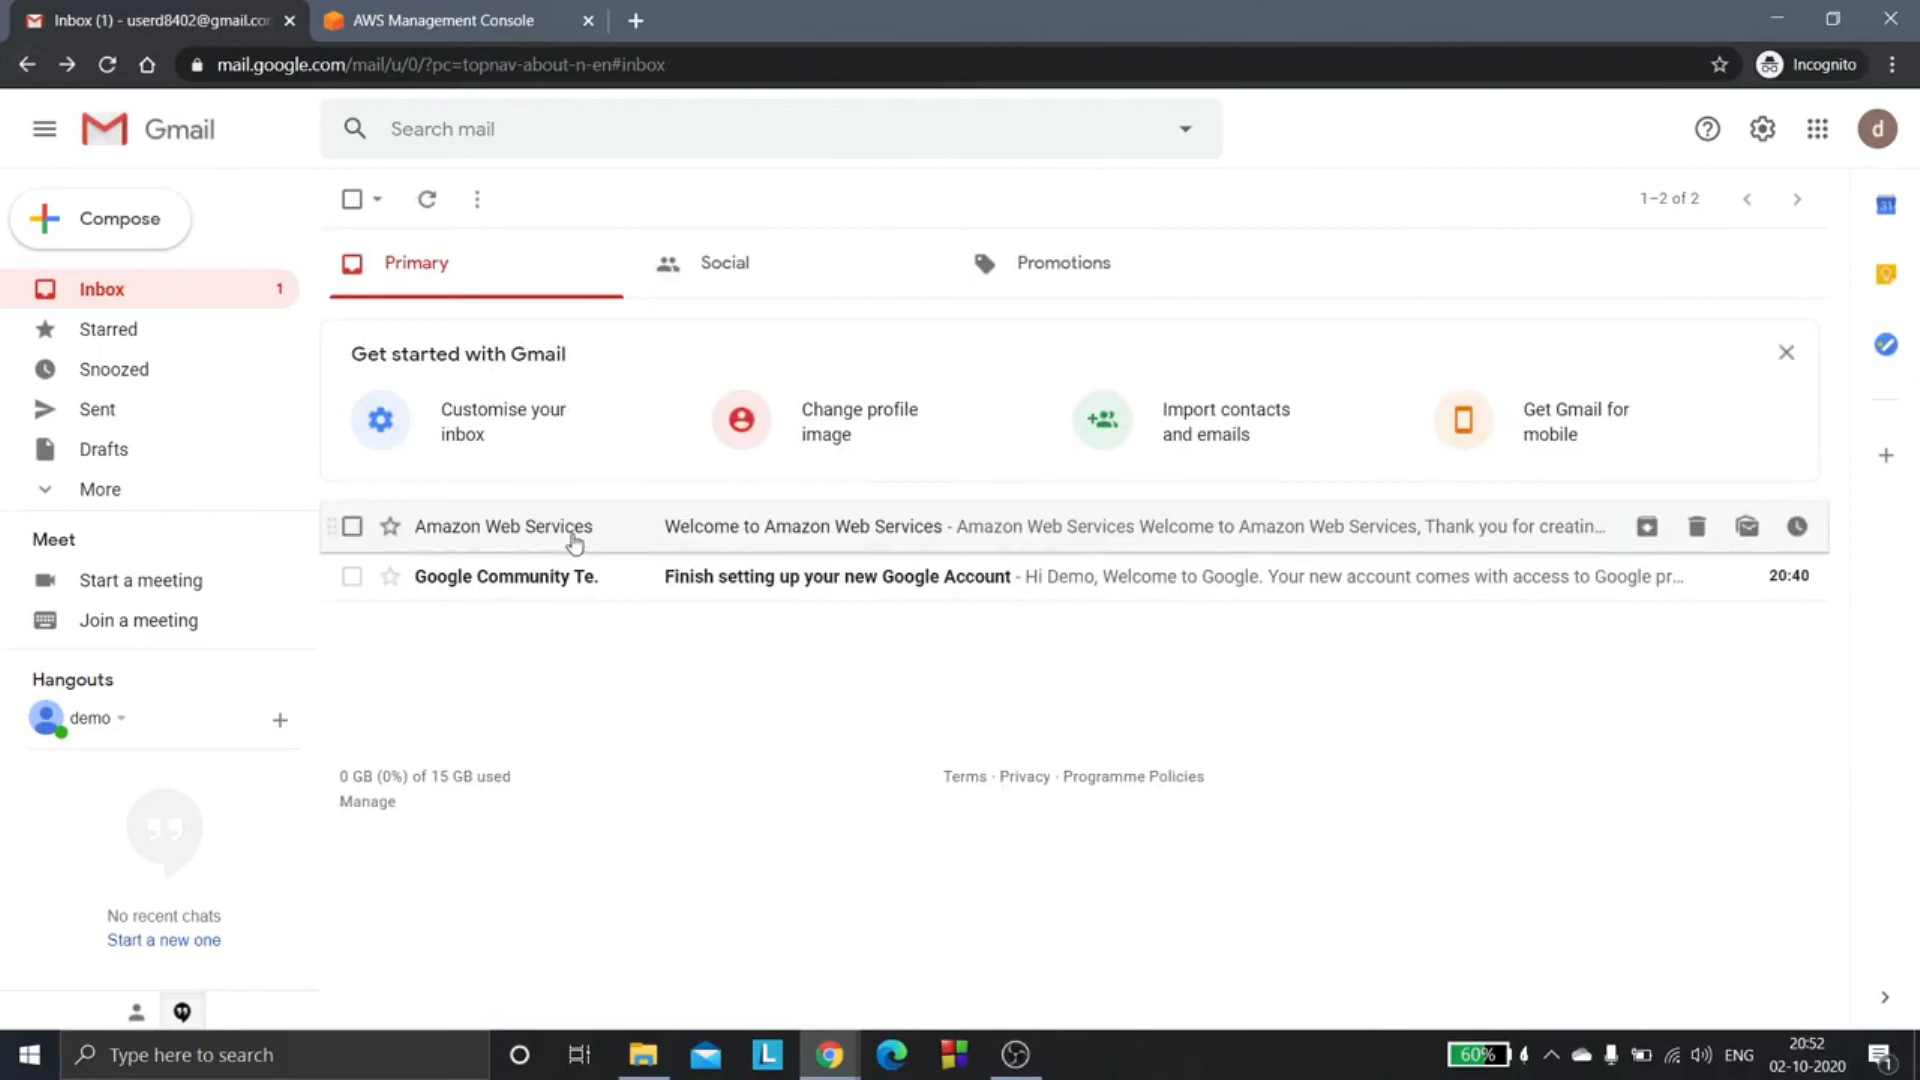 Inbox (1) - userd8402@gmail.co
AWS Management Console
mail.google.com/mail/u/0/?pc=topnav-about-n-en#inbox
Incognito
Gmail
Search mail
d
Compose
1–2 of 2
31
Primary
Social
Promotions
Inbox 1
Starred
Snoozed
Sent
Drafts
More
Get started with Gmail
Customise your
inbox
Change profile
image
Import contacts
and emails
Get Gmail for
mobile
Amazon Web Services Welcome to Amazon Web Services - Amazon Web Services Welcome to Amazon Web Services, Thank you for creatin...
Google Community Te. Finish setting up your new Google Account - Hi Demo, Welcome to Google. Your new account comes with access to Google pr... 20:40
Meet
Start a meeting
Join a meeting
Hangouts
demo
0 GB (0%) of 15 GB used
Manage
Terms · Privacy · Programme Policies
No recent chats
Start a new one
Type here to search
L
60%
ENG
20:52
02-10-2020
1